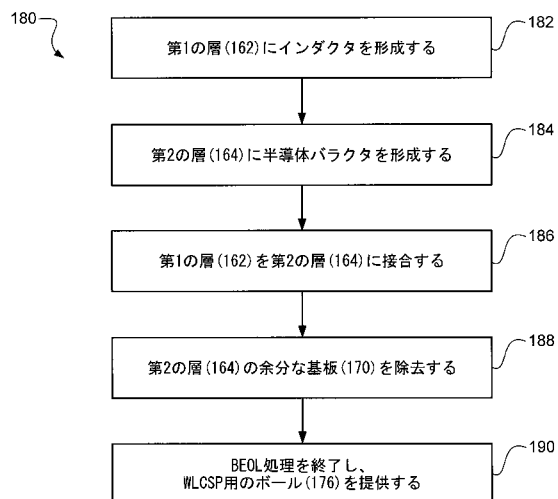 180
第1の層(162)にインダクタを形成する
182
第2の層(164)に半導体バラクタを形成する
184
第1の層(162)を第2の層(164)に接合する
186
第2の層(164)の余分な基板(170)を除去する
188
BEOL処理を終了し、
WLCSP用のボール(176)を提供する
190